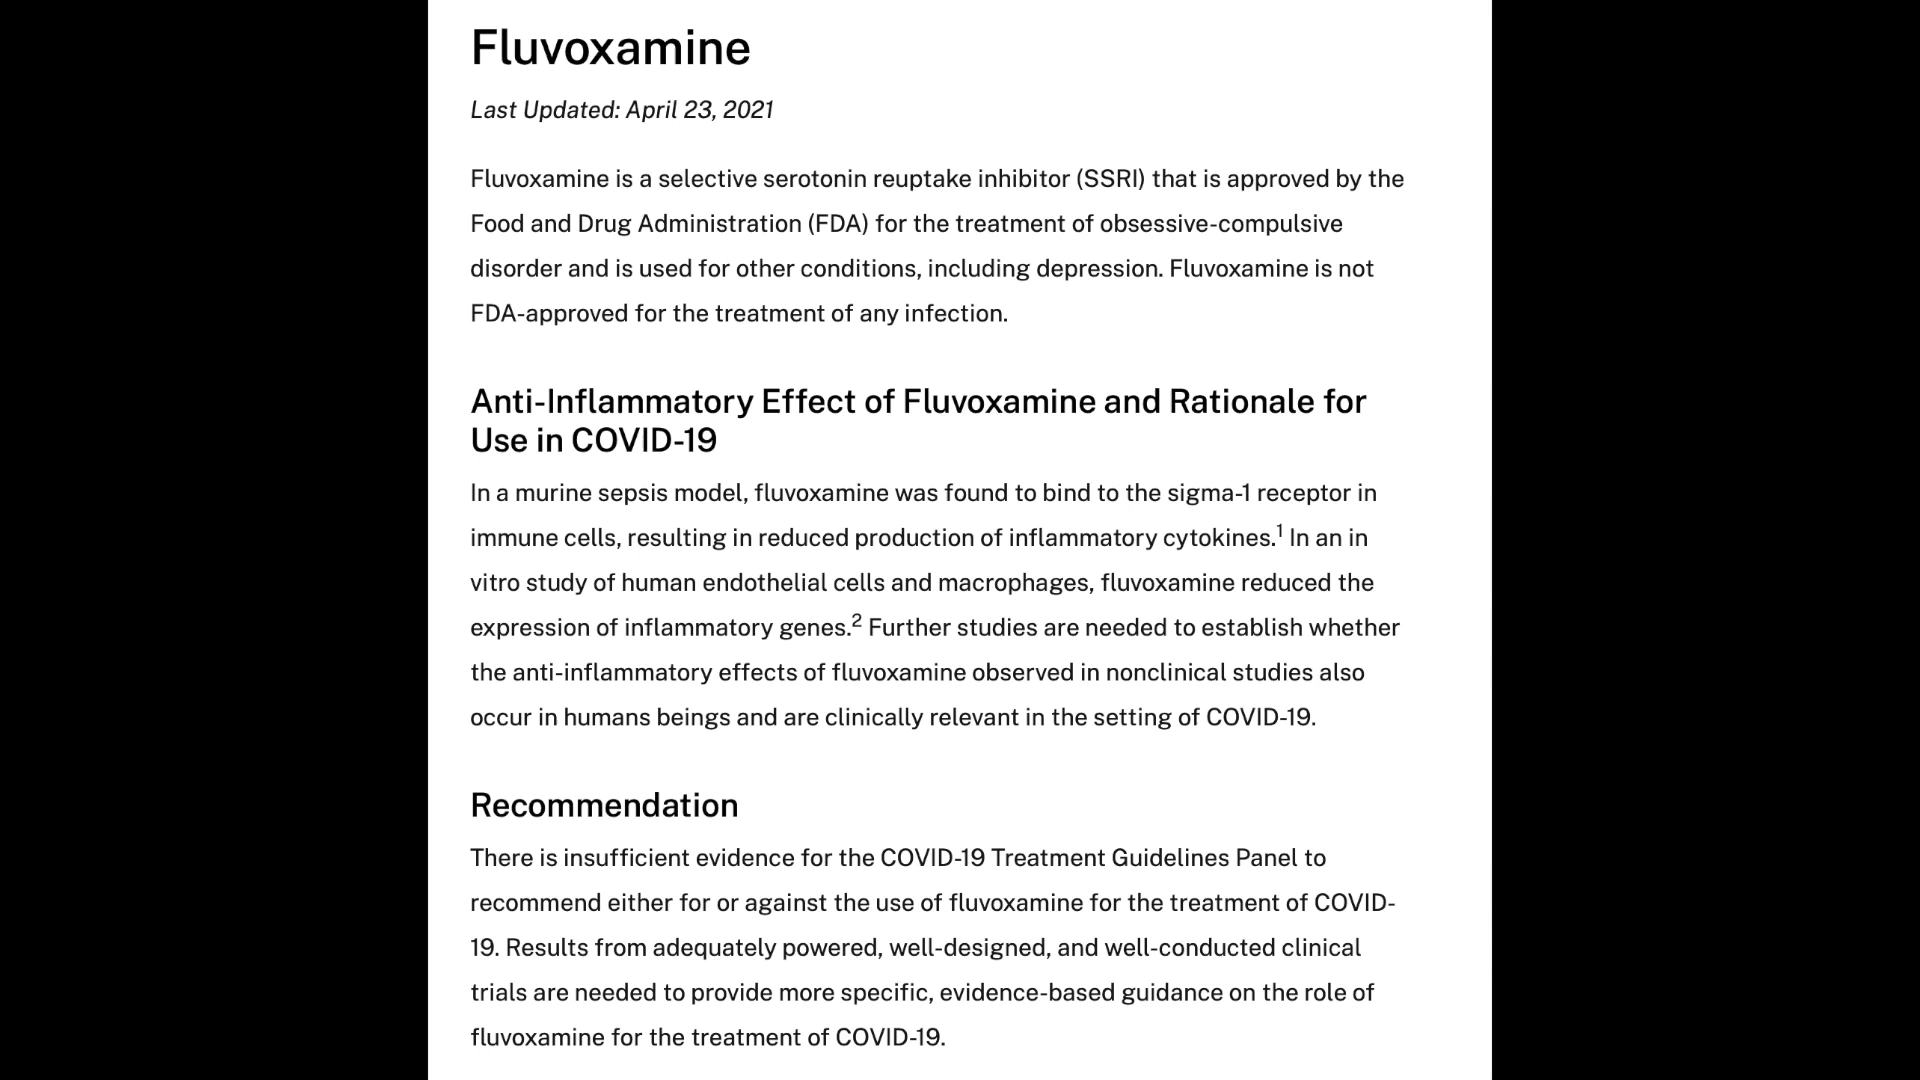 Fluvoxamine
Last Updated: April 23, 2021
Fluvoxamine is a selective serotonin reuptake inhibitor (SSRI) that is approved by the
Food and Drug Administration (FDA) for the treatment of obsessive-compulsive
disorder and is used for other conditions, including depression. Fluvoxamine is not
FDA-approved for the treatment of any infection.
Anti-Inflammatory Effect of Fluvoxamine and Rationale for
Use in COVID-19
In a murine sepsis model, fluvoxamine was found to bind to the sigma-1 receptor in
immune cells, resulting in reduced production of inflammatory cytokines.1 In an in
vitro study of human endothelial cells and macrophages, fluvoxamine reduced the
expression of inflammatory genes.2 Further studies are needed to establish whether
the anti-inflammatory effects of fluvoxamine observed in nonclinical studies also
occur in humans beings and are clinically relevant in the setting of COVID-19.
Recommendation
There is insufficient evidence for the COVID-19 Treatment Guidelines Panel to
recommend either for or against the use of fluvoxamine for the treatment of COVID-
19. Results from adequately powered, well-designed, and well-conducted clinical
trials are needed to provide more specific, evidence-based guidance on the role of
fluvoxamine for the treatment of COVID-19.